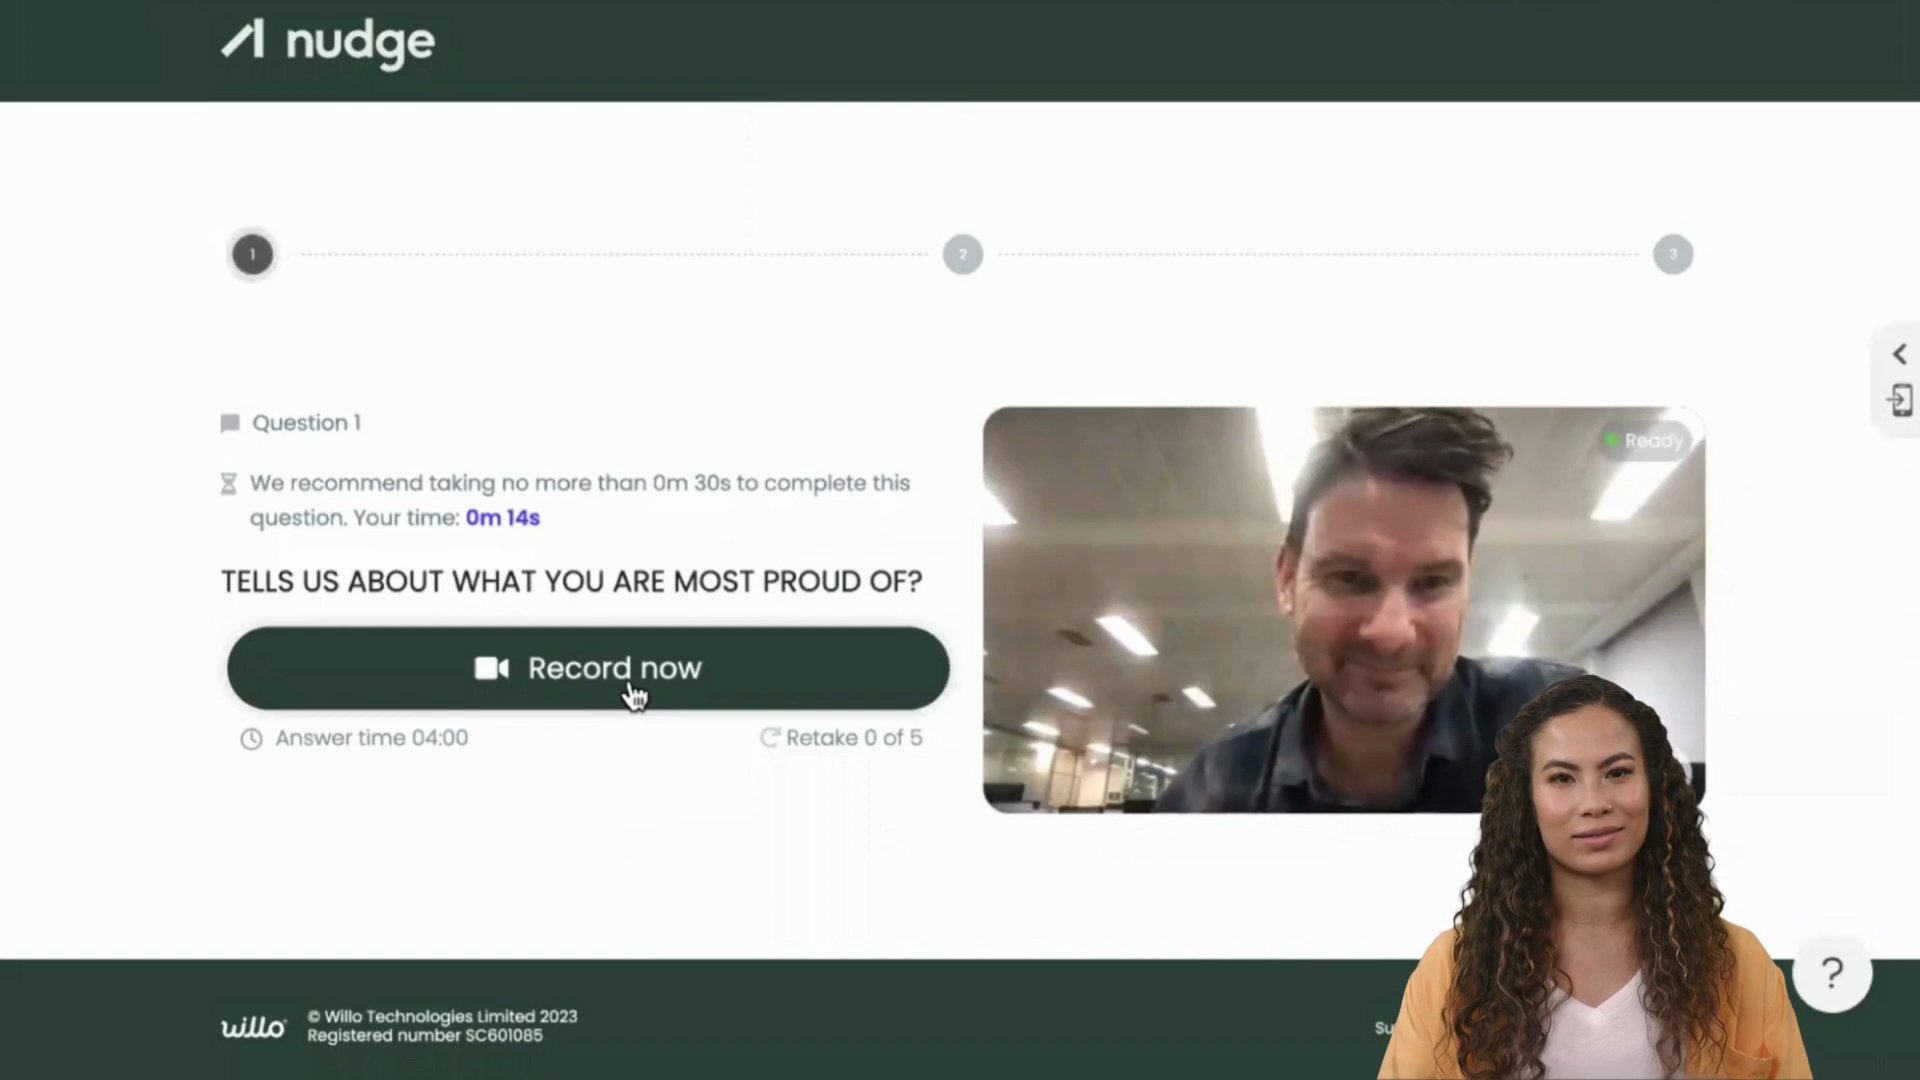 nudge
1
2
3
Question 1
We recommend taking no more than 0m 30s to complete this
question. Your time: 0m 14s
TELLS US ABOUT WHAT YOU ARE MOST PROUD OF?
Record now
Answer time 04:00
Retake 0 of 5
Ready
?
willo
© Willo Technologies Limited 2023
Registered number SC601085
Su